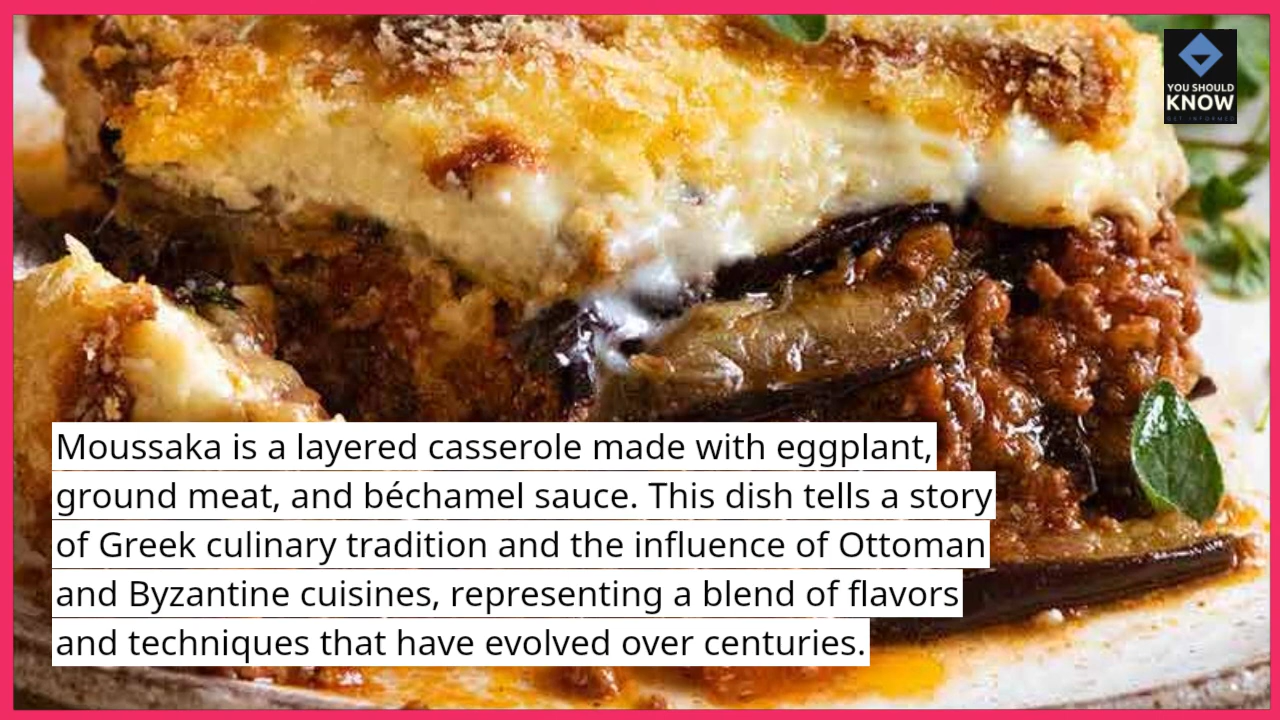 YOU SHOULD
KNOW
GET INFORMED
Moussaka is a layered casserole made with eggplant,
ground meat, and béchamel sauce. This dish tells a story
of Greek culinary tradition and the influence of Ottoman
and Byzantine cuisines, representing a blend of flavors
and techniques that have evolved over centuries.